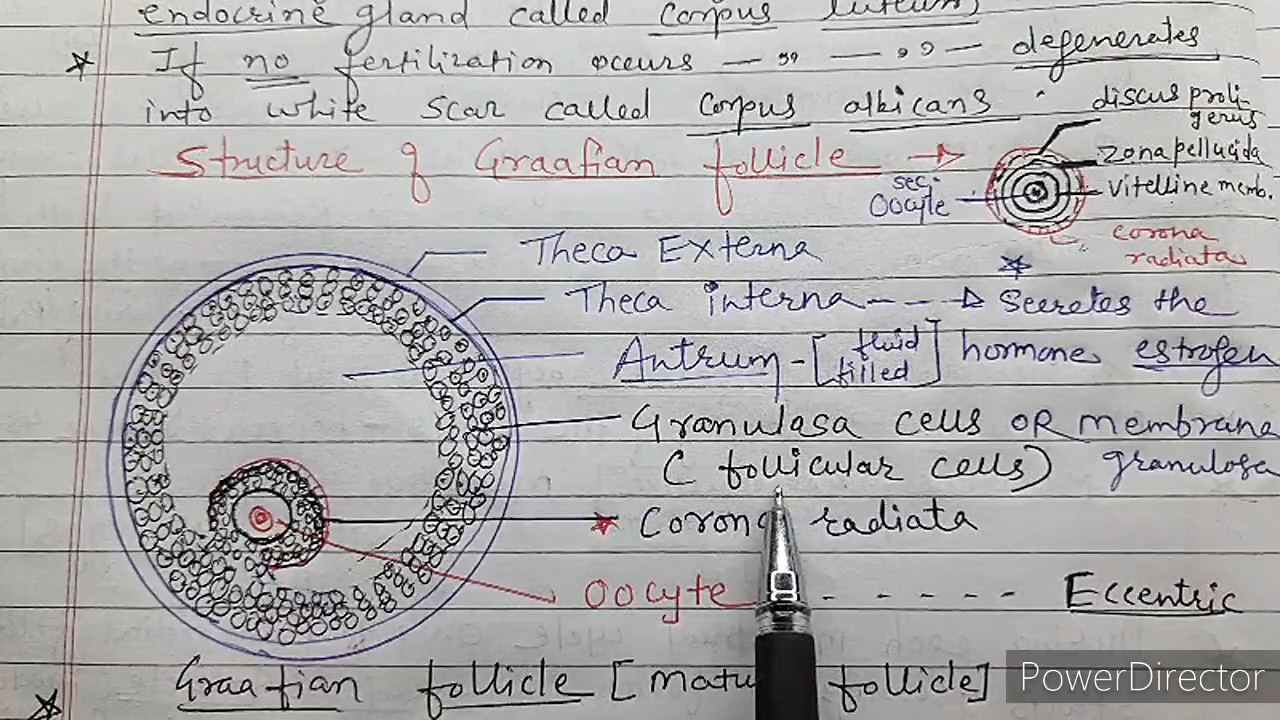 endocrine gland called corpus luteum
☆ If no fertilization occurs — ,, — ,, — degenerates
into white scar called corpus albicans.
Structure of Graafian follicle →
discus proli-
gerus
zona pellucida
vitelline memb.
corona
radiata
sec.
Oocyte
Theca Externa
Theca interna - - -> ☆ Secretes the
hormone estrogen
Antrum - [fluid
filled]
Granulosa cells OR membrana
granulosa
( follicular cells)
★ Corona radiata
Oocyte - - - - - - Eccentric
☆ Graafian follicle [matu follicle]
PowerDirector